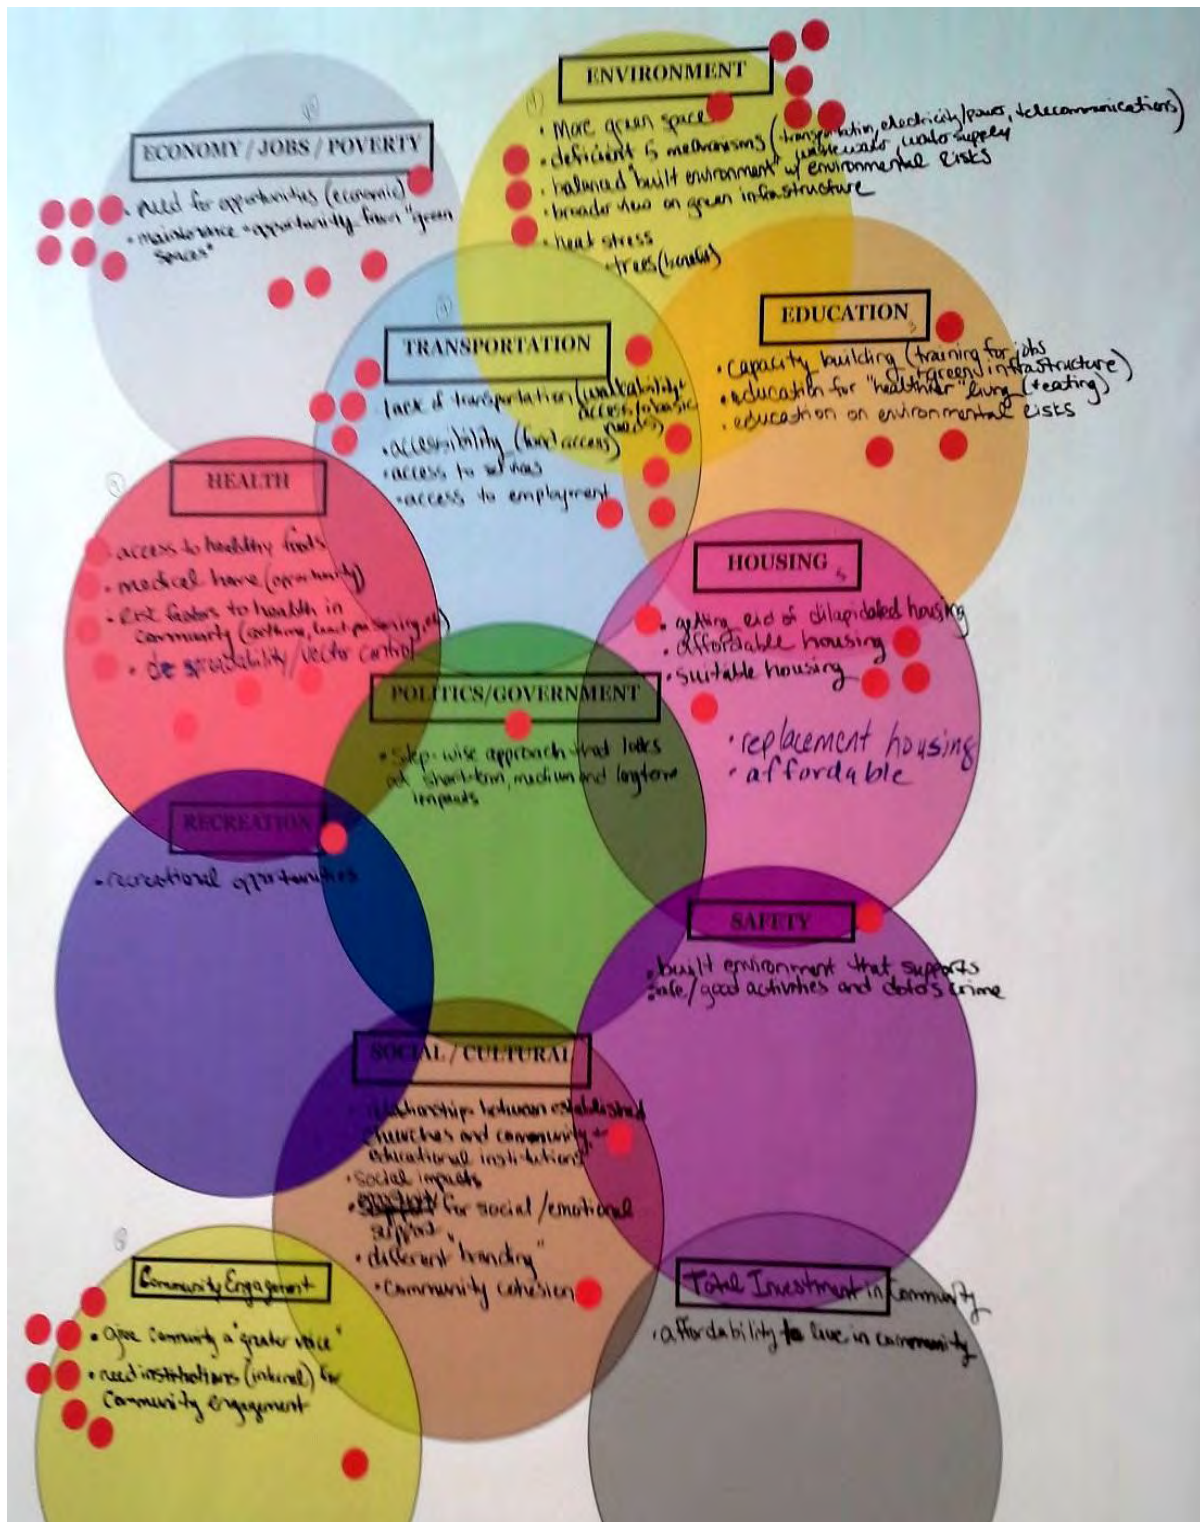 ENVIRONMENT
• More green space
• deficient 5 mechanisms (transportation, electricity/power, telecommunications)
wastewater, water supply
• balanced "built environment" w/ environmental risks
• broader view on green infrastructure
• heat stress
- trees (benefits)
ECONOMY / JOBS / POVERTY
• need for opportunities (economic)
• maintenance + opportunity from "green
spaces"
EDUCATION
• capacity building (training for jobs
+ green infrastructure)
• education for "healthier" living (+ eating)
• education on environmental risks
TRANSPORTATION
• lack of transportation (walkability +
access to basic
needs)
• accessibility (food access)
• access to services
• access to employment
HEALTH
• access to healthy foods
• medical home (opportunity)
• risk factors to health in
community (asthma, lead poisoning, etc)
• vector control
HOUSING
• getting rid of dilapidated housing
• affordable housing
• suitable housing
• replacement housing
• affordable
POLITICS/GOVERNMENT
• Step-wise approach that looks
at short-term, medium and longterm
impacts
RECREATION
• recreational opportunities
SAFETY
• built environment that supports
safe/good activities and crime
SOCIAL / CULTURAL
• relationships between established
churches and community +
educational institutions
• social impacts
• for social/emotional
support
• different "branding"
• Community cohesion
Community Engagement
• give community a "greater voice"
• need institutions (internal) for
Community engagement
Total Investment in Community
• affordability to live in community